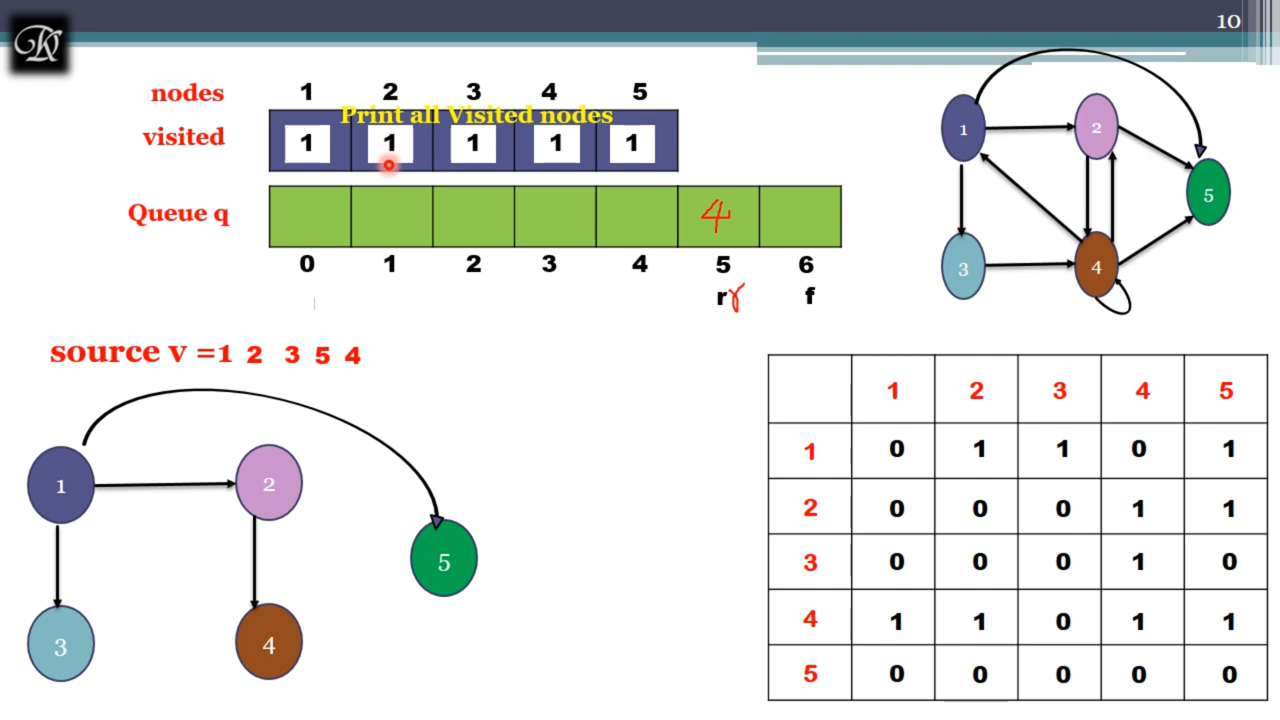 10
nodes 1 2 3 4 5
Print all Visited nodes
visited 1 1 1 1 1
Queue q 4
0 1 2 3 4 5 6
r r f
source v =1 2 3 5 4
1 2 5 3 4
1 2 5 3 4
1 2 3 4 5
1 0 1 1 0 1
2 0 0 0 1 1
3 0 0 0 1 0
4 1 1 0 1 1
5 0 0 0 0 0